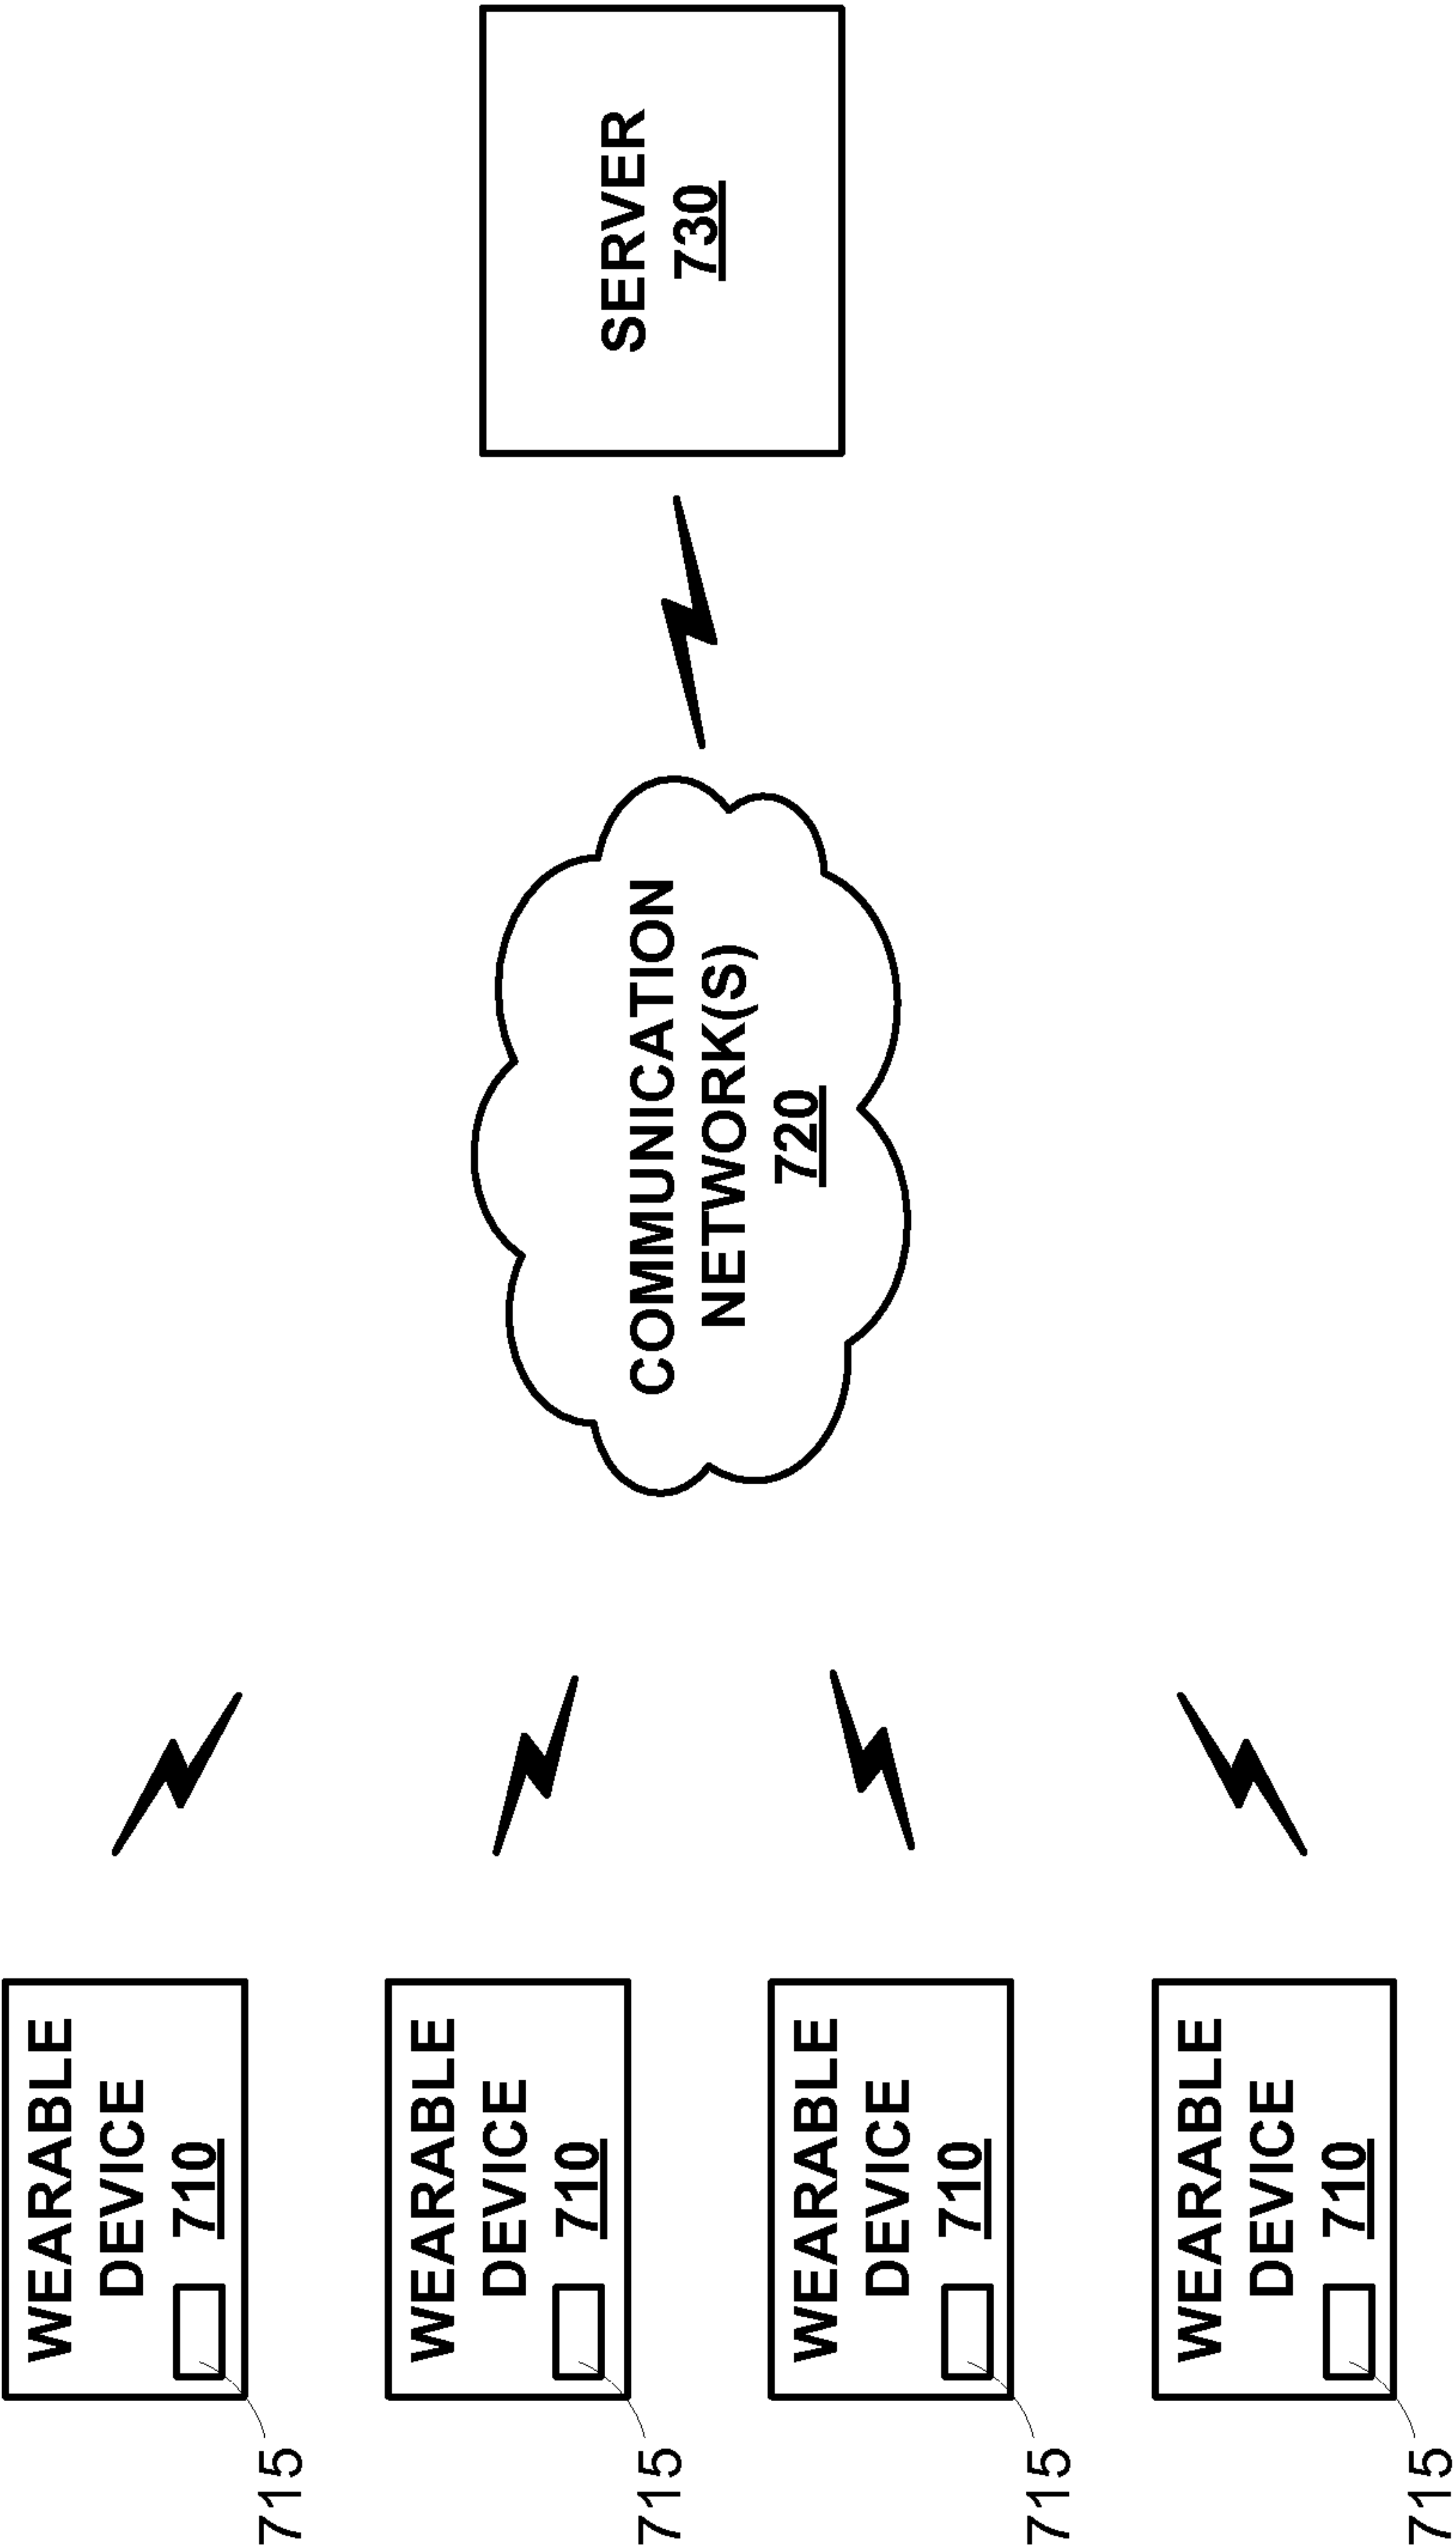 WEARABLE
DEVICE
710
715
WEARABLE
DEVICE
710
715
WEARABLE
DEVICE
710
715
WEARABLE
DEVICE
710
715
COMMUNICATION
NETWORK(S)
720
SERVER
730